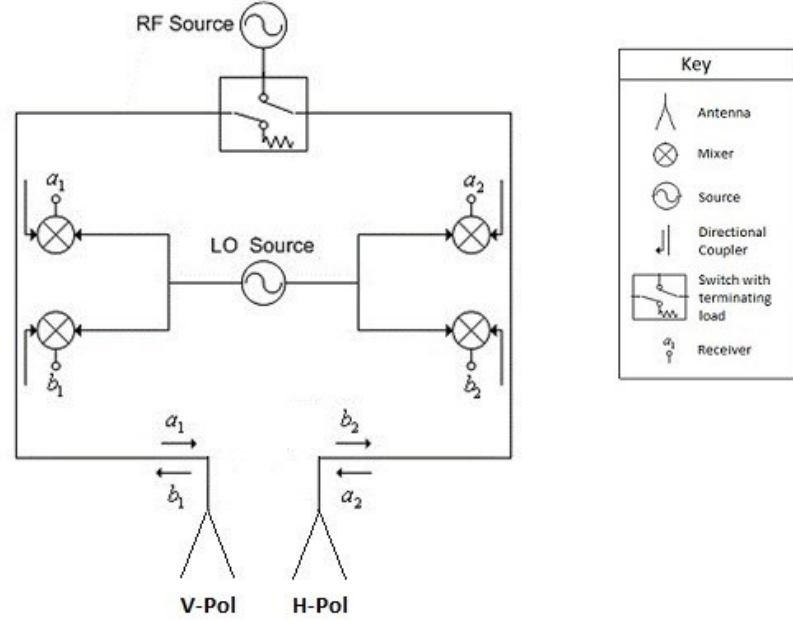 RF Source
a₁
a₂
LO Source
b₁
b₂
a₁
b₂
b₁
a₂
V-Pol
H-Pol
Key
Antenna
Mixer
Source
Directional
Coupler
Switch with
terminating
load
a₁
Receiver